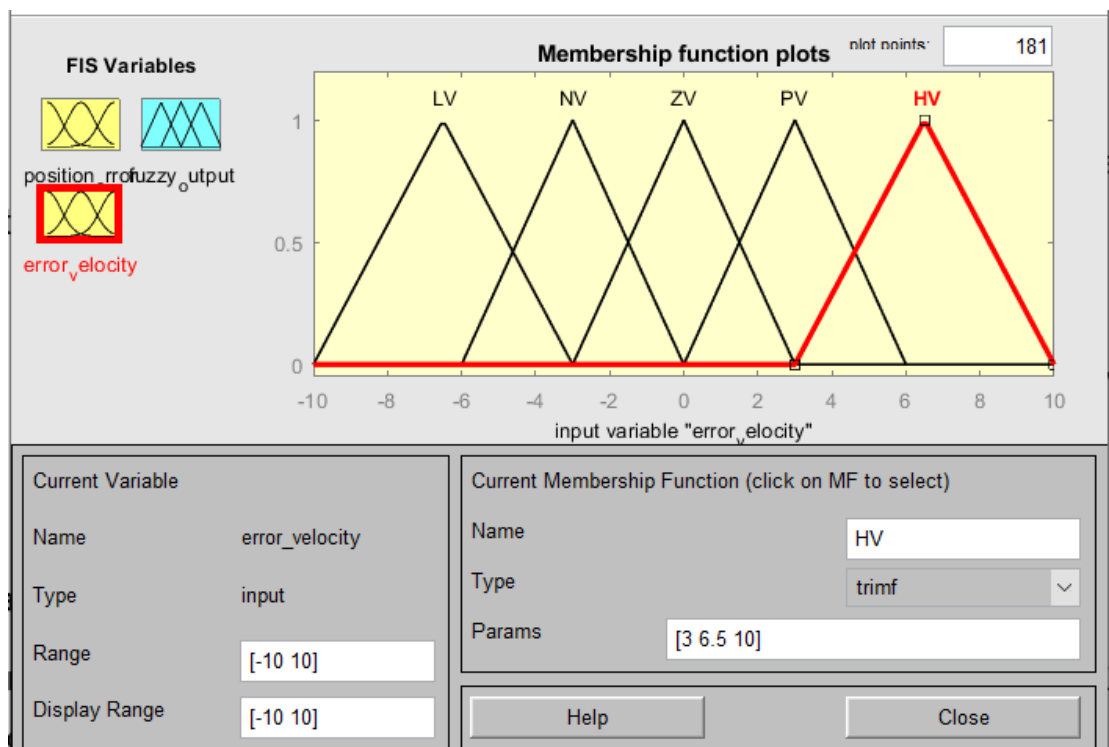 Membership function plots
plot points:
181
FIS Variables
position_rror
fuzzy_output
error_velocity
LV
NV
ZV
PV
HV
1
0.5
0
-10
-8
-6
-4
-2
0
2
4
6
8
10
input variable "error_velocity"
Current Variable
Name
error_velocity
Type
input
Range
[-10 10]
Display Range
[-10 10]
Current Membership Function (click on MF to select)
Name
HV
Type
trimf
Params
[3 6.5 10]
Help
Close